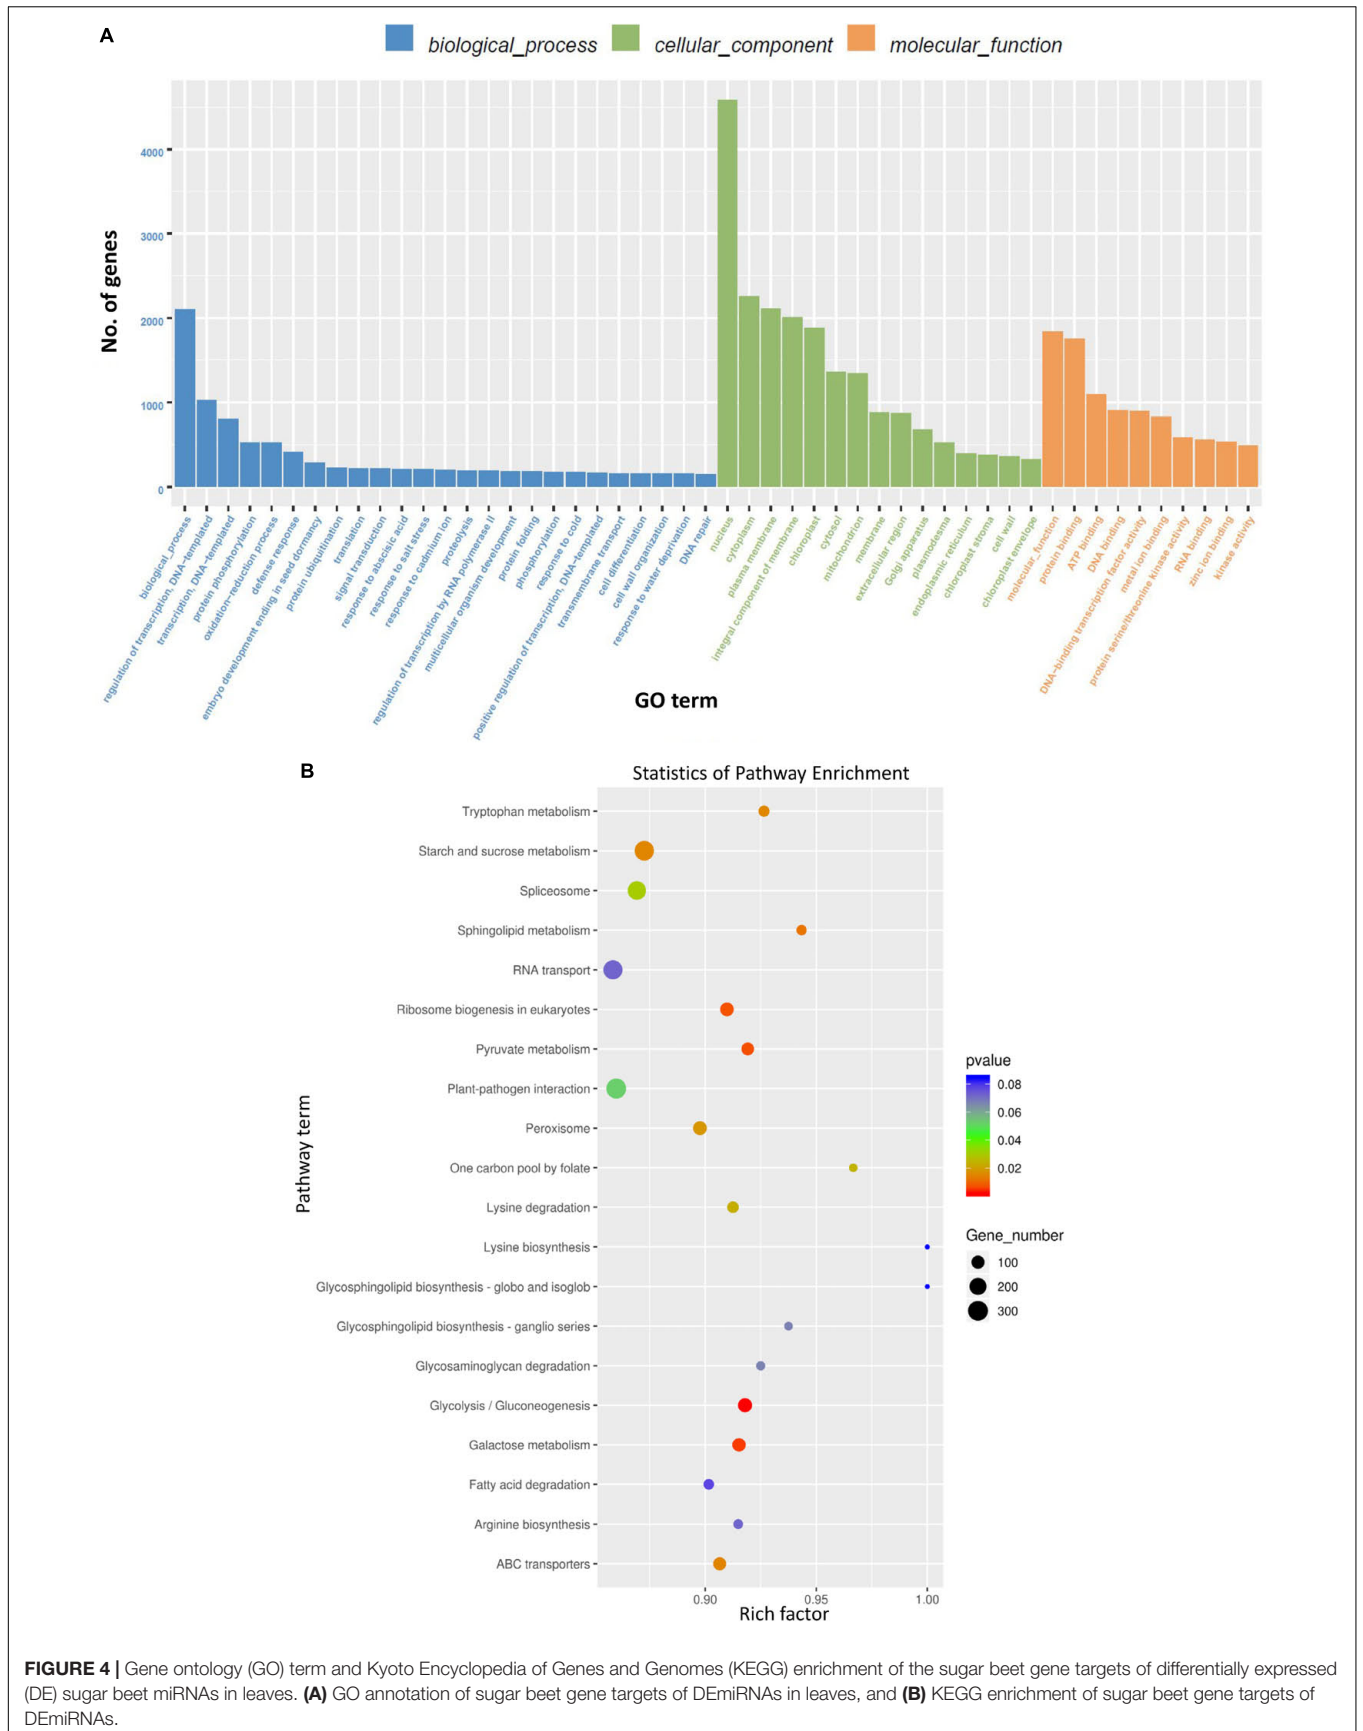 A
biological_process cellular_component molecular_function
No. of genes
4000
3000
2000
1000
0
biological_process
regulation of transcription, DNA−templated
transcription, DNA−templated
protein phosphorylation
oxidation−reduction process
defense response
embryo development ending in seed dormancy
protein ubiquitination
translation
signal transduction
response to abscisic acid
response to salt stress
response to cadmium ion
proteolysis
regulation of transcription by RNA polymerase II
multicellular organism development
protein folding
phosphorylation
response to cold
positive regulation of transcription, DNA−templated
transmembrane transport
cell differentiation
cell wall organization
response to water deprivation
DNA repair
nucleus
cytoplasm
plasma membrane
integral component of membrane
chloroplast
cytosol
mitochondrion
membrane
extracellular region
Golgi apparatus
plasmodesma
endoplasmic reticulum
chloroplast stroma
cell wall
chloroplast envelope
molecular_function
protein binding
ATP binding
DNA binding
DNA−binding transcription factor activity
metal ion binding
protein serine/threonine kinase activity
RNA binding
zinc ion binding
kinase activity
GO term
B
Statistics of Pathway Enrichment
Pathway term
Tryptophan metabolism
Starch and sucrose metabolism
Spliceosome
Sphingolipid metabolism
RNA transport
Ribosome biogenesis in eukaryotes
Pyruvate metabolism
Plant-pathogen interaction
Peroxisome
One carbon pool by folate
Lysine degradation
Lysine biosynthesis
Glycosphingolipid biosynthesis - globo and isoglob
Glycosphingolipid biosynthesis - ganglio series
Glycosaminoglycan degradation
Glycolysis / Gluconeogenesis
Galactose metabolism
Fatty acid degradation
Arginine biosynthesis
ABC transporters
0.90 0.95 1.00
Rich factor
pvalue
0.08
0.06
0.04
0.02
Gene_number
100
200
300
FIGURE 4 | Gene ontology (GO) term and Kyoto Encyclopedia of Genes and Genomes (KEGG) enrichment of the sugar beet gene targets of differentially expressed
(DE) sugar beet miRNAs in leaves. (A) GO annotation of sugar beet gene targets of DEmiRNAs in leaves, and (B) KEGG enrichment of sugar beet gene targets of
DEmiRNAs.